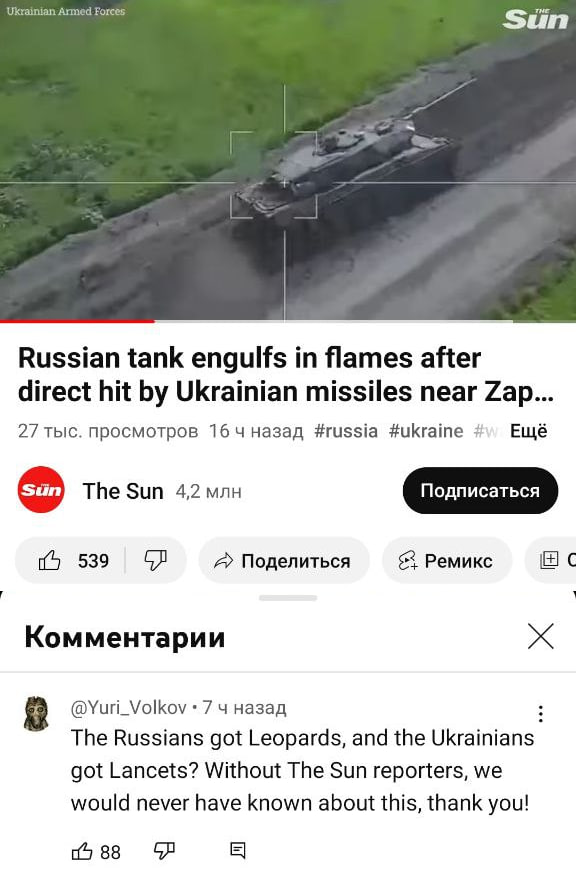 Ukrainian Armed Forces
THE
Sun
Russian tank engulfs in flames after
direct hit by Ukrainian missiles near Zap...
27 тыс. просмотров 16 ч назад #russia #ukraine #w Ещё
THE
Sun
The Sun 4,2 млн
Подписаться
539
Поделиться
Ремикс
С
Комментарии
@Yuri_Volkov • 7 ч назад
The Russians got Leopards, and the Ukrainians
got Lancets? Without The Sun reporters, we
would never have known about this, thank you!
88